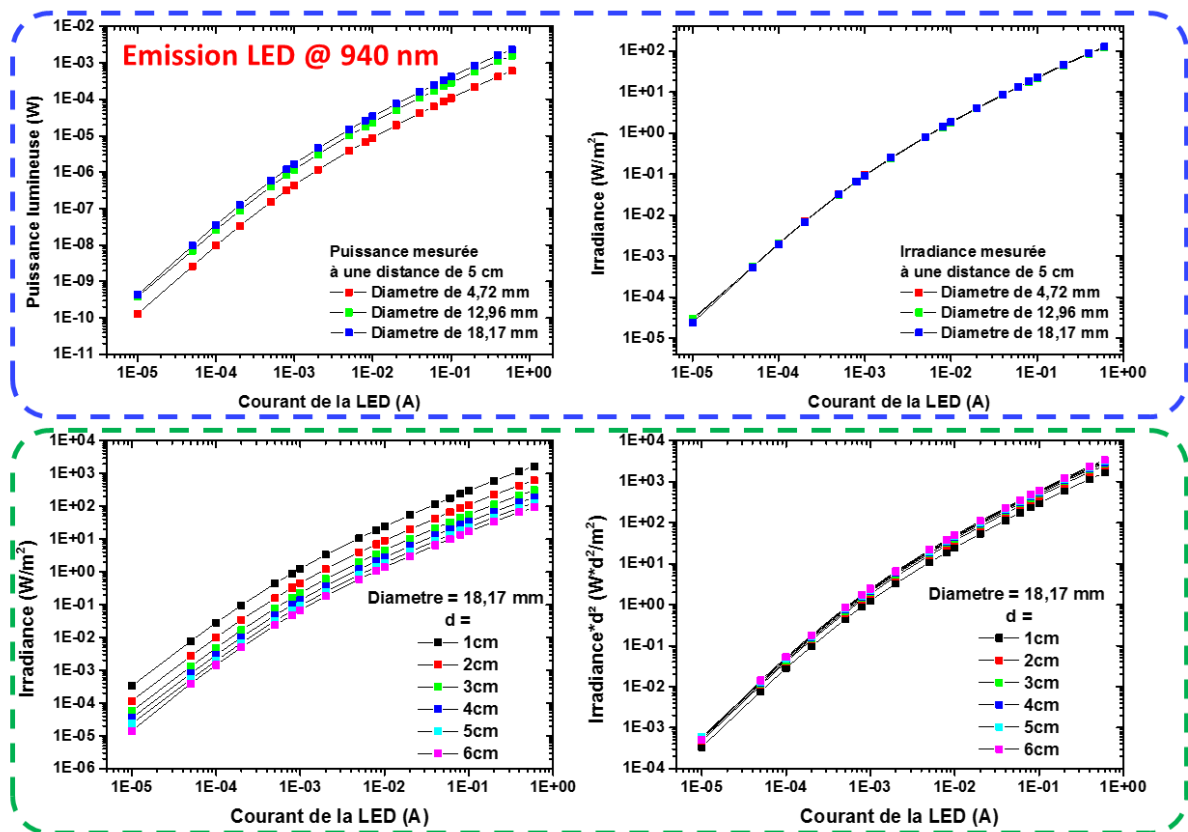 Emission LED @ 940 nm
Puissance lumineuse (W)
1E-02
1E-03
1E-04
1E-05
1E-06
1E-07
1E-08
1E-09
1E-10
1E-11
Puissance mesurée
à une distance de 5 cm
Diametre de 4,72 mm
Diametre de 12,96 mm
Diametre de 18,17 mm
1E-05 1E-04 1E-03 1E-02 1E-01 1E+00
Courant de la LED (A)
Irradiance (W/m²)
1E+02
1E+01
1E+00
1E-01
1E-02
1E-03
1E-04
1E-05
Irradiance mesurée
à une distance de 5 cm
Diametre de 4,72 mm
Diametre de 12,96 mm
Diametre de 18,17 mm
1E-05 1E-04 1E-03 1E-02 1E-01 1E+00
Courant de la LED (A)
Irradiance (W/m²)
1E+04
1E+03
1E+02
1E+01
1E+00
1E-01
1E-02
1E-03
1E-04
1E-05
1E-06
Diametre = 18,17 mm
d =
1cm
2cm
3cm
4cm
5cm
6cm
1E-05 1E-04 1E-03 1E-02 1E-01 1E+00
Courant de la LED (A)
Irradiance*d² (W*d²/m²)
1E+04
1E+03
1E+02
1E+01
1E+00
1E-01
1E-02
1E-03
1E-04
Diametre = 18,17 mm
d =
1cm
2cm
3cm
4cm
5cm
6cm
1E-05 1E-04 1E-03 1E-02 1E-01 1E+00
Courant de la LED (A)